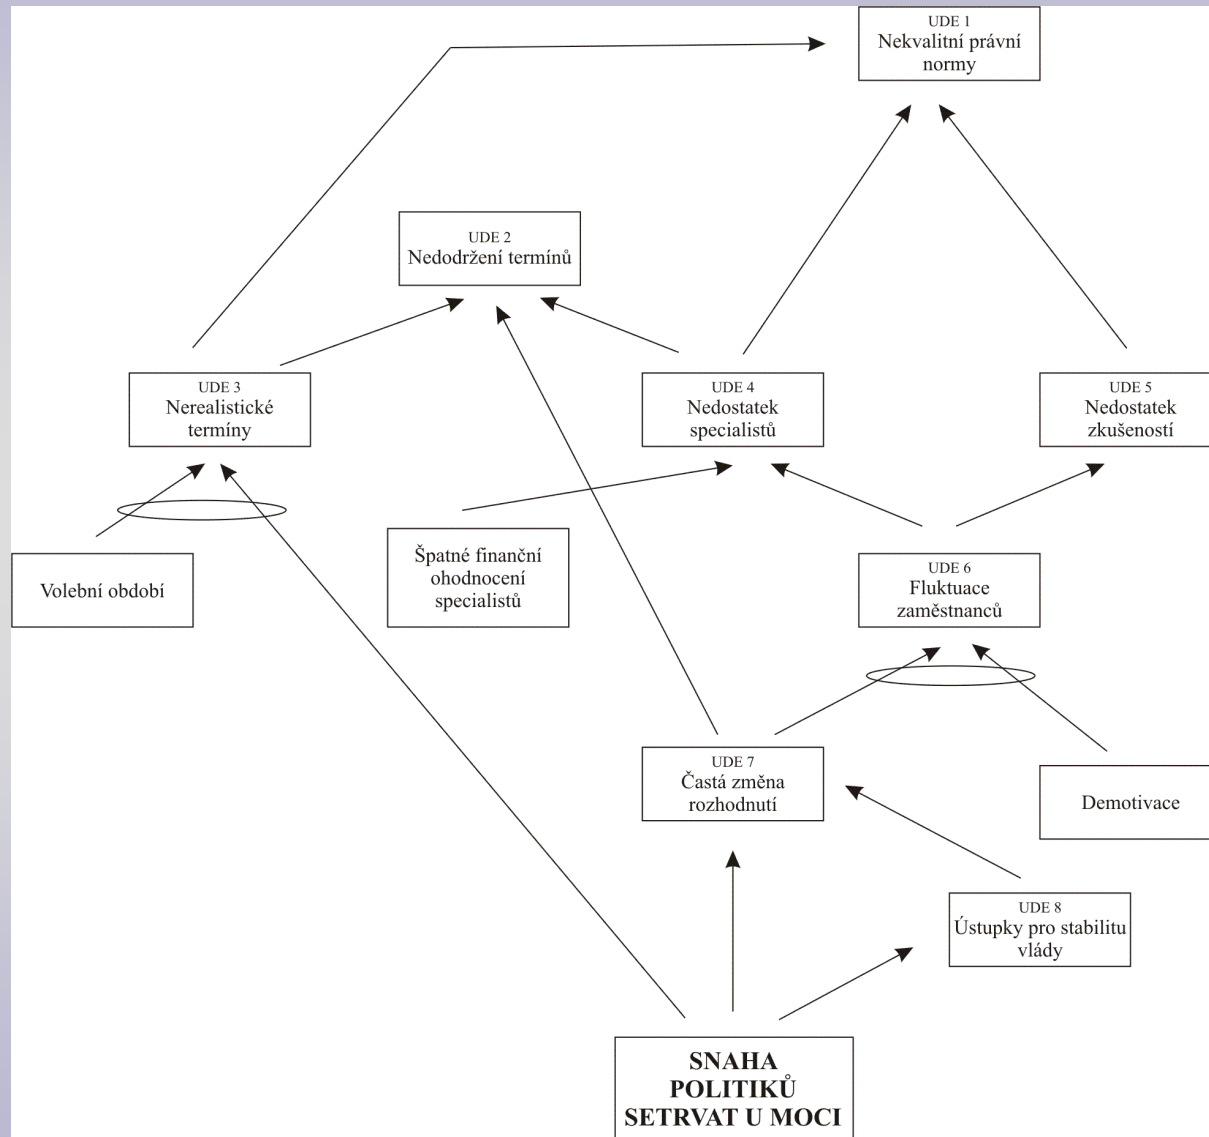 UDE 1
Nekvalitní právní
normy
UDE 2
Nedodržení termínů
UDE 3
Nerealistické
termíny
UDE 4
Nedostatek
specialistů
UDE 5
Nedostatek
zkušeností
Volební období
Špatné finanční
ohodnocení
specialistů
UDE 6
Fluktuace
zaměstnanců
UDE 7
Častá změna
rozhodnutí
Demotivace
UDE 8
Ústupky pro stabilitu
vlády
SNAHA
POLITIKŮ
SETRVAT U MOCI